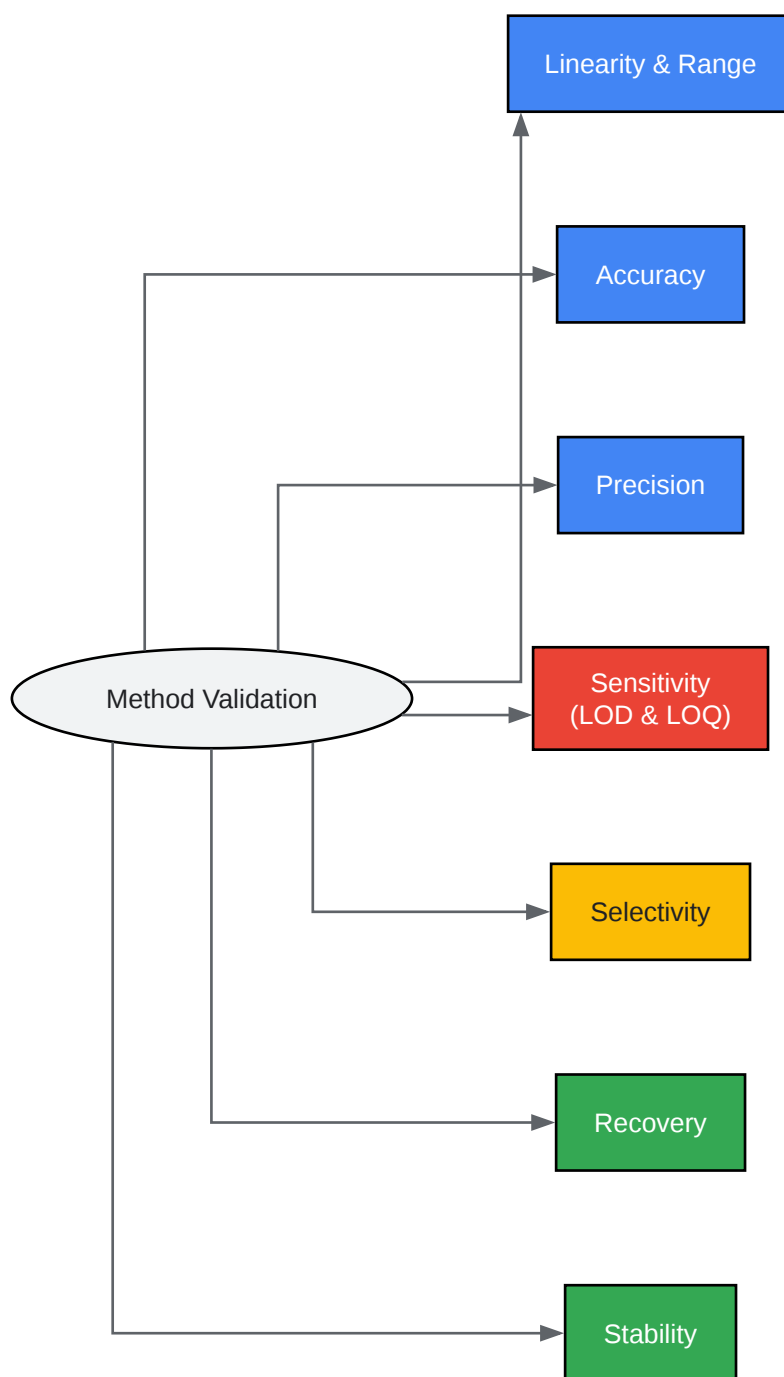 Linearity & Range
Accuracy
Precision
Method Validation
Sensitivity
(LOD & LOQ)
Selectivity
Recovery
Stability